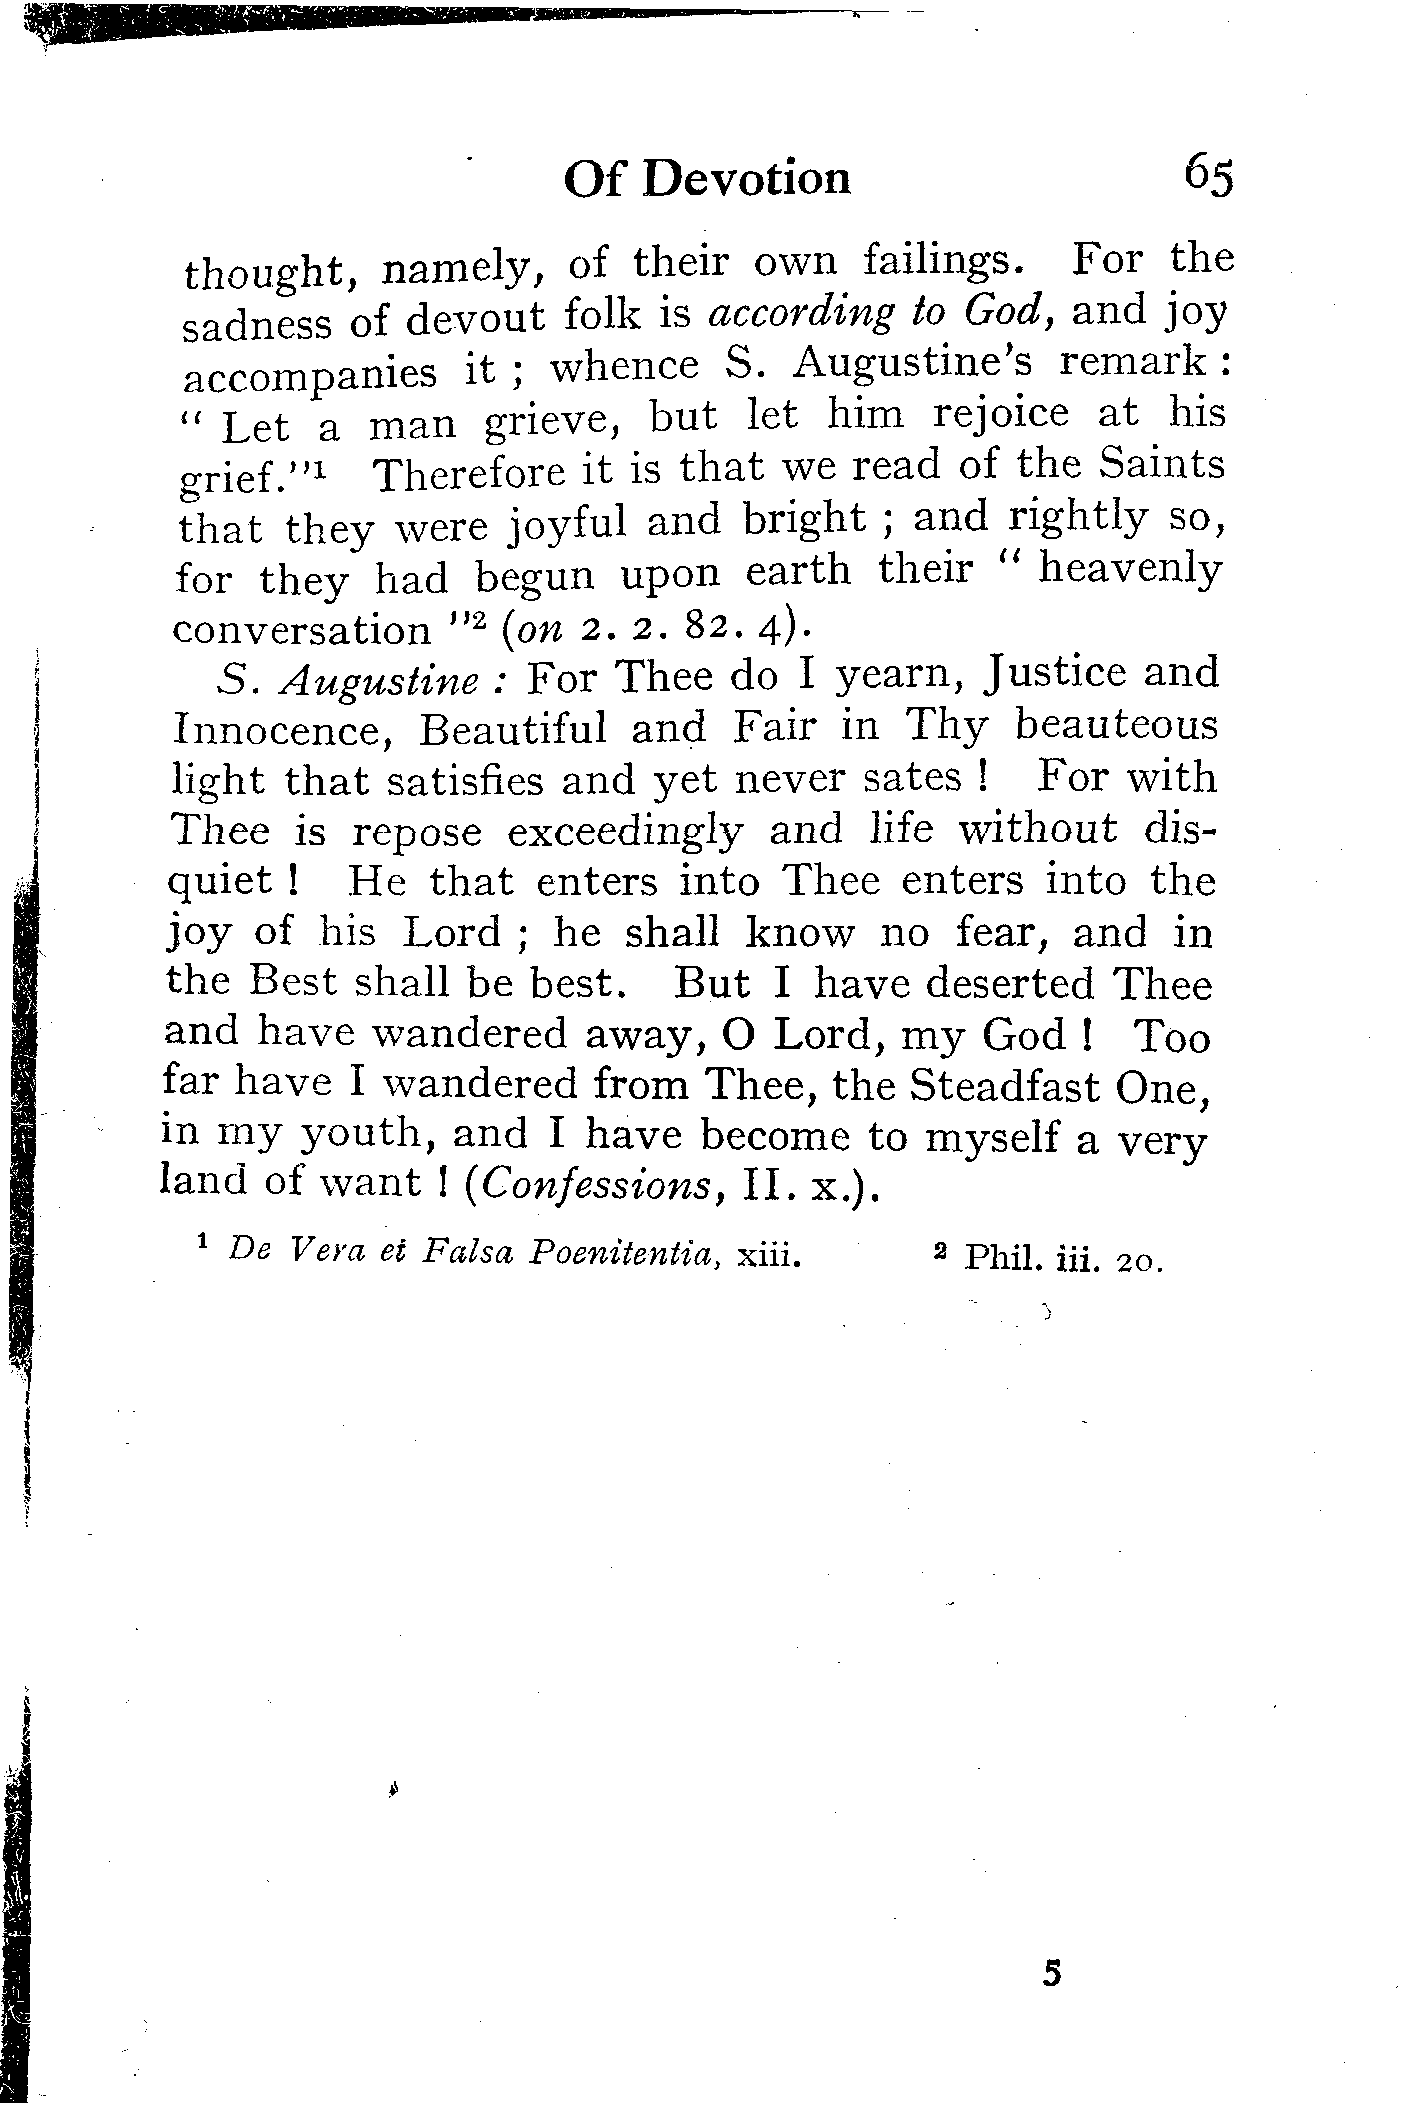 Of Devotion 65
thought, namely, of their own failings. For the
sadness of devout folk is according to God, and joy
accompanies it ; whence S. Augustine's remark :
“ Let a man grieve, but let him rejoice at his
grief.”¹ Therefore it is that we read of the Saints
that they were joyful and bright ; and rightly so,
for they had begun upon earth their “ heavenly
conversation ”² (on 2. 2. 82. 4).
S. Augustine : For Thee do I yearn, Justice and
Innocence, Beautiful and Fair in Thy beauteous
light that satisfies and yet never sates ! For with
Thee is repose exceedingly and life without dis-
quiet ! He that enters into Thee enters into the
joy of his Lord ; he shall know no fear, and in
the Best shall be best. But I have deserted Thee
and have wandered away, O Lord, my God ! Too
far have I wandered from Thee, the Steadfast One,
in my youth, and I have become to myself a very
land of want ! (Confessions, II. x.).
¹ De Vera et Falsa Poenitentia, xiii. ² Phil. iii. 20.
5